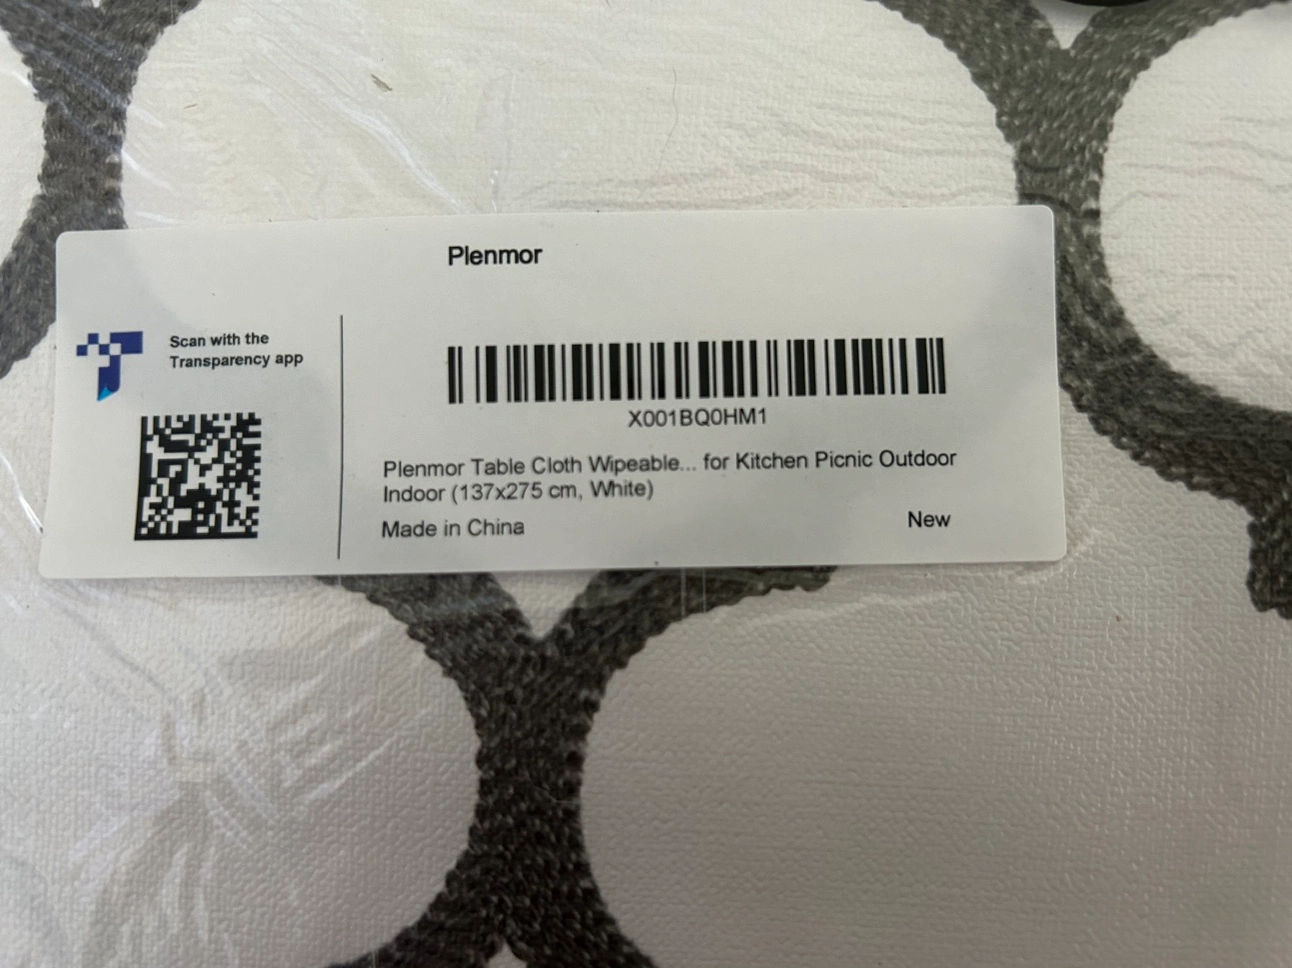 Plenmor
Scan with the
Transparency app
X001BQ0HM1
Plenmor Table Cloth Wipeable... for Kitchen Picnic Outdoor
Indoor (137x275 cm, White)
Made in China
New